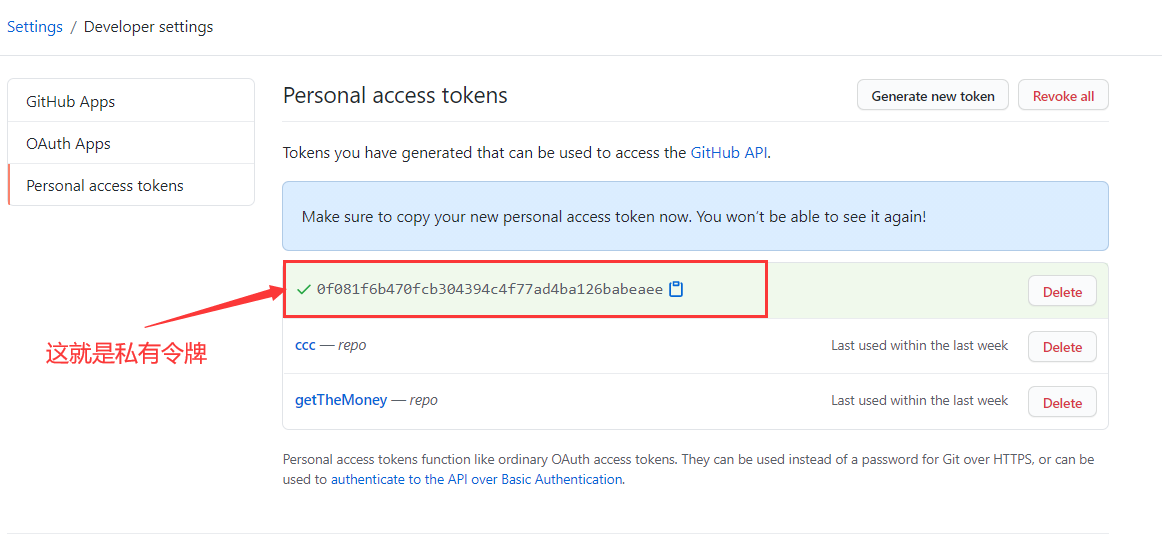 Settings / Developer settings
GitHub Apps
OAuth Apps
Personal access tokens
Personal access tokens
Generate new token
Revoke all
Tokens you have generated that can be used to access the GitHub API.
Make sure to copy your new personal access token now. You won't be able to see it again!
0f081f6b470fcb304394c4f77ad4ba126babeaee
Delete
这就是私有令牌
ccc — repo
Last used within the last week
Delete
getTheMoney — repo
Last used within the last week
Delete
Personal access tokens function like ordinary OAuth access tokens. They can be used instead of a password for Git over HTTPS, or can be
used to authenticate to the API over Basic Authentication.